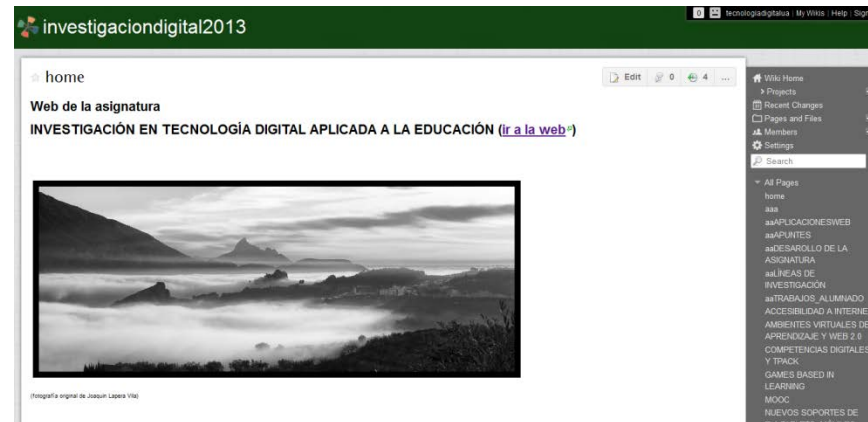 investigaciondigital2013
0 tecnologiadigitalua | My Wikis | Help | Sign
home
Edit 0 4 ...
Web de la asignatura
INVESTIGACIÓN EN TECNOLOGÍA DIGITAL APLICADA A LA EDUCACIÓN (ir a la web)
(fotografía original de Joaquín Lapera Vila)
Wiki Home
Projects
Recent Changes
Pages and Files
Members
Settings
Search
All Pages
home
aaa
aaAPLICACIONESWEB
aaAPUNTES
aaDESAROLLO DE LA
ASIGNATURA
aaLÍNEAS DE
INVESTIGACIÓN
aaTRABAJOS_ALUMNADO
ACCESIBILIDAD A INTERNE
AMBIENTES VIRTUALES DE
APRENDIZAJE Y WEB 2.0
COMPETENCIAS DIGITALES
Y TPACK
GAMES BASED IN
LEARNING
MOOC
NUEVOS SOPORTES DE